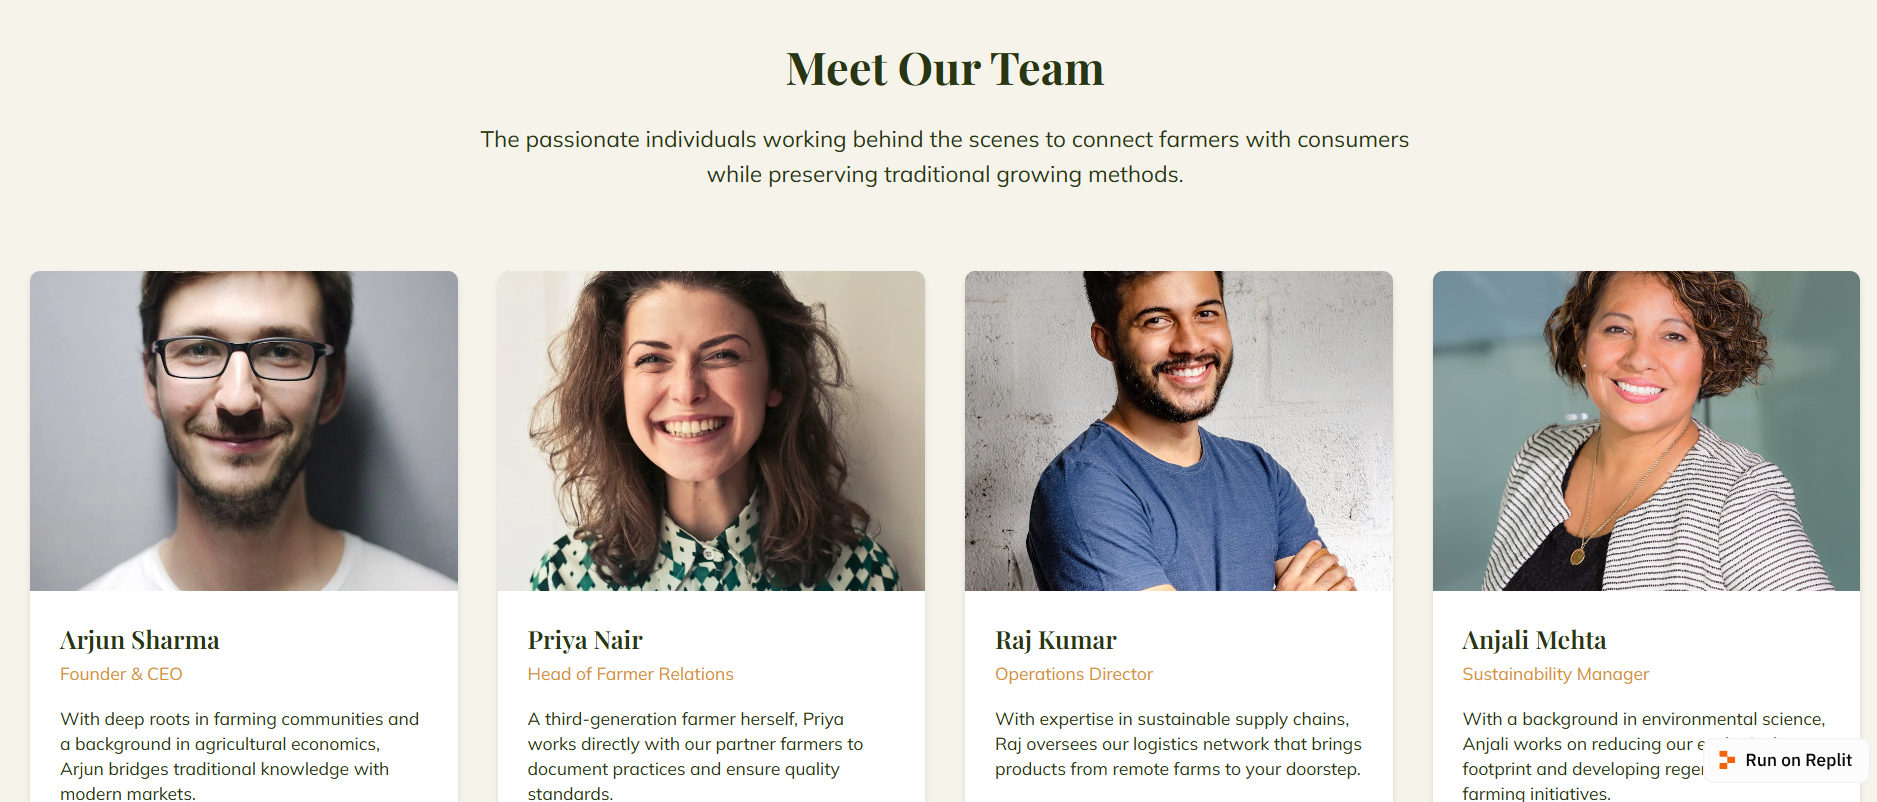 Meet Our Team
The passionate individuals working behind the scenes to connect farmers with consumers
while preserving traditional growing methods.
Arjun Sharma
Founder & CEO
With deep roots in farming communities and
a background in agricultural economics,
Arjun bridges traditional knowledge with
modern markets.
Priya Nair
Head of Farmer Relations
A third-generation farmer herself, Priya
works directly with our partner farmers to
document practices and ensure quality
standards.
Raj Kumar
Operations Director
With expertise in sustainable supply chains,
Raj oversees our logistics network that brings
products from remote farms to your doorstep.
Anjali Mehta
Sustainability Manager
With a background in environmental science,
Anjali works on reducing our
footprint and developing
farming initiatives.
Run on Replit